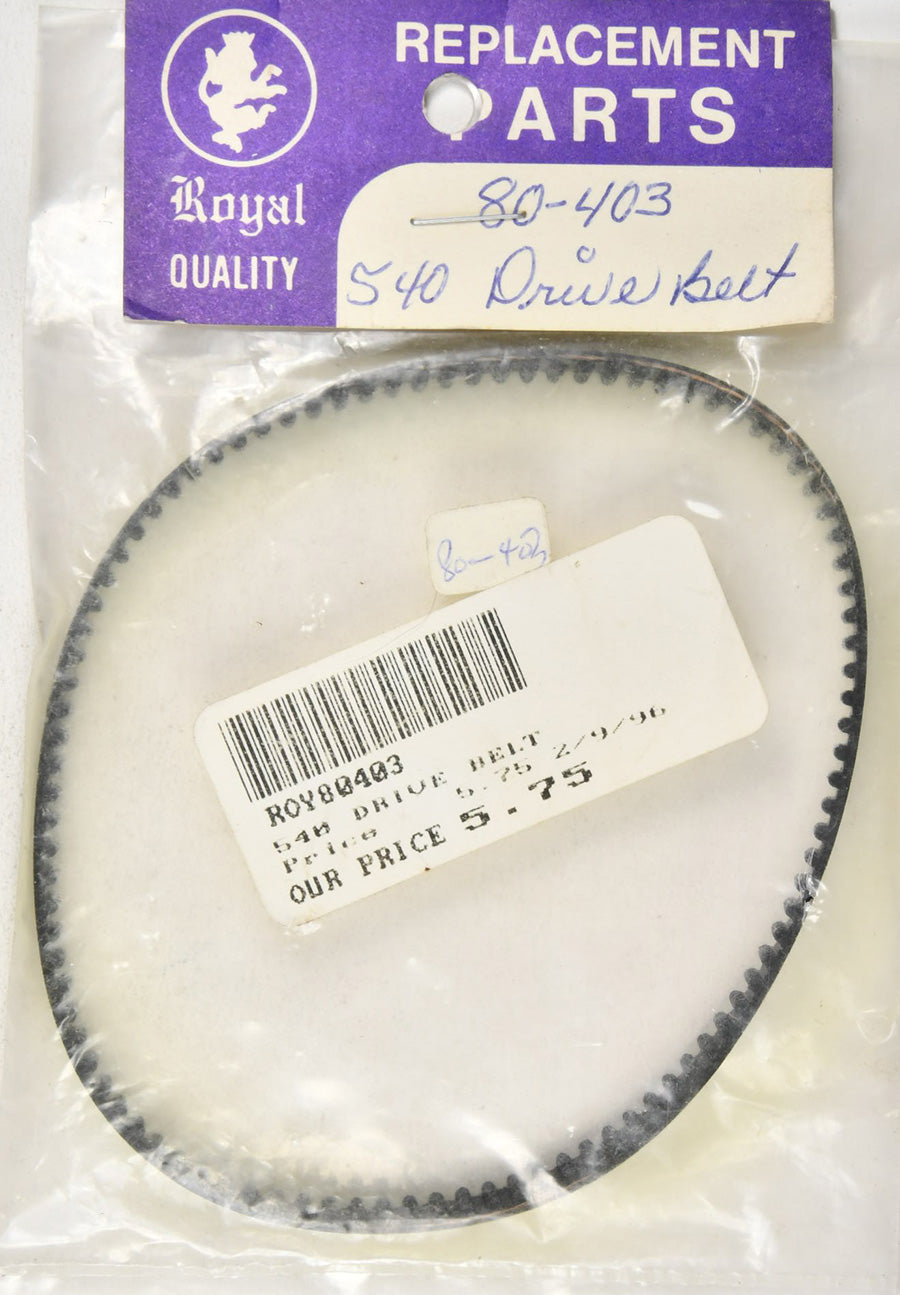 REPLACEMENT
PARTS
Royal
QUALITY
80-403
540 Drive Belt
80-403
ROY80403
540 DRIVE BELT
Price 5.75 2/9/96
OUR PRICE 5.75